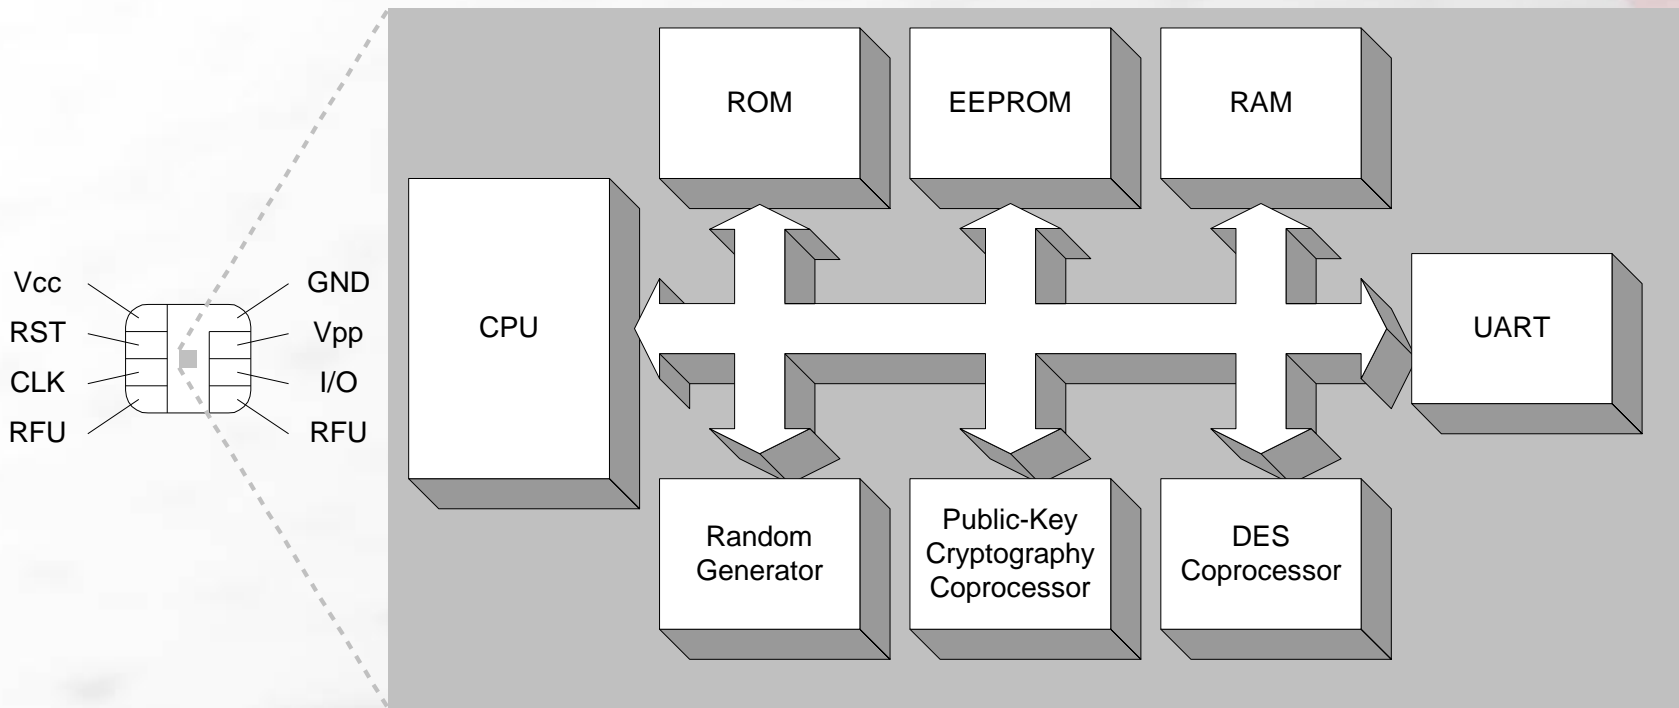 Vcc
RST
CLK
RFU
GND
Vpp
I/O
RFU
ROM
EEPROM
RAM
CPU
UART
Random
Generator
Public-Key
Cryptography
Coprocessor
DES
Coprocessor